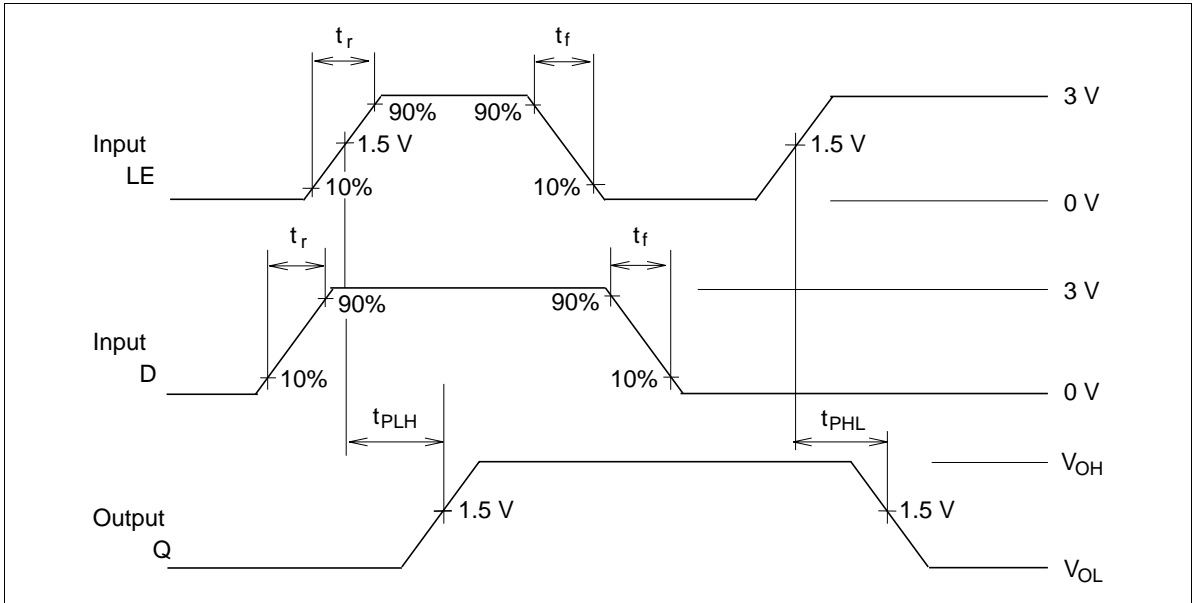 t r
t f
90%
90%
3 V
Input
LE
1.5 V
1.5 V
10%
10%
0 V
t r
t f
90%
90%
3 V
Input
D
10%
10%
0 V
tPLH
tPHL
VOH
Output
Q
1.5 V
1.5 V
VOL